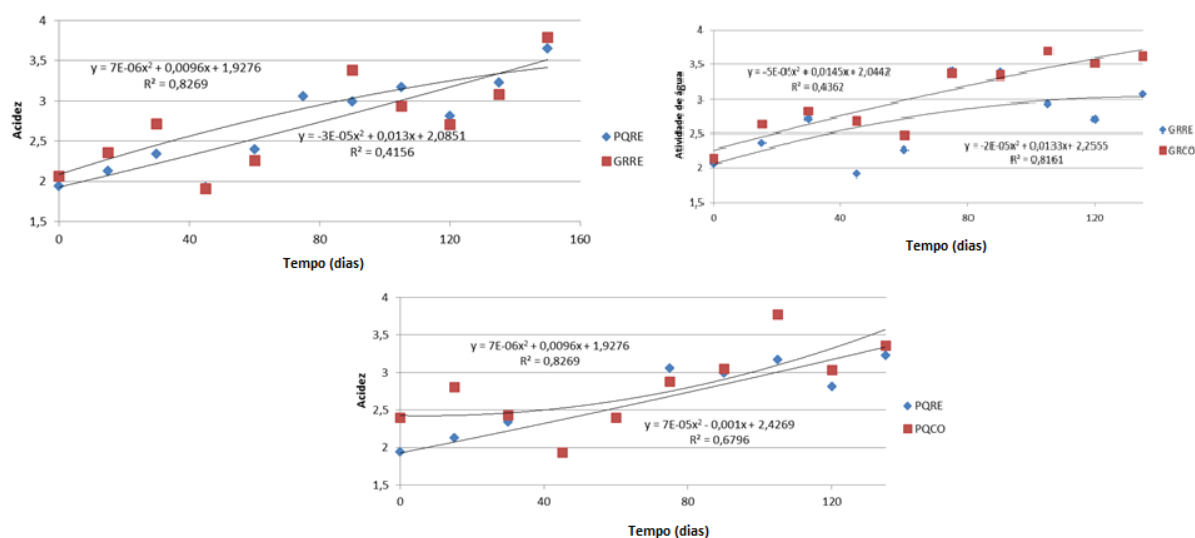 4
3,5
3
2,5
2
1,5
Acidez
y = 7E-06x² + 0,0096x + 1,9276
R² = 0,8269
y = -3E-05x² + 0,013x + 2,0851
R² = 0,4156
PQRE
GRRE
0
40
80
120
160
Tempo (dias)
4
3,5
3
2,5
2
1,5
Atividade de água
y = -5E-05x² + 0,0145x + 2,0442
R² = 0,4362
y = -2E-05x² + 0,0133x + 2,2555
R² = 0,8161
GRRE
GRCO
0
40
80
120
Tempo (dias)
4
3,5
3
2,5
2
1,5
Acidez
y = 7E-06x² + 0,0096x + 1,9276
R² = 0,8269
y = 7E-05x² - 0,001x + 2,4269
R² = 0,6796
PQRE
PQCO
0
40
80
120
Tempo (dias)